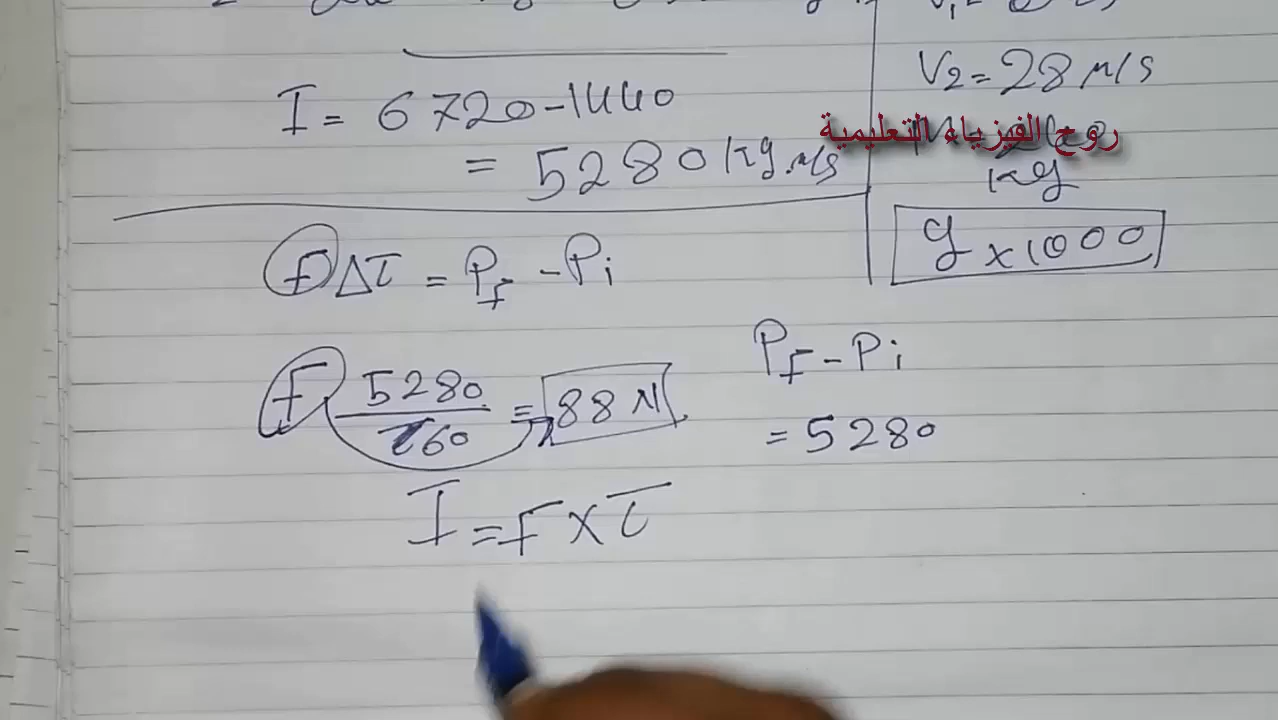 V2 = 28 m/s
I = 6720 - 1440
روح الفيزياء التعليمية
= 5280 kg.m/s
kg
g x 1000
F Δt = Pf - Pi
Pf - Pi
= 5280
F 5280 / t60 = 88 N
I = F x t